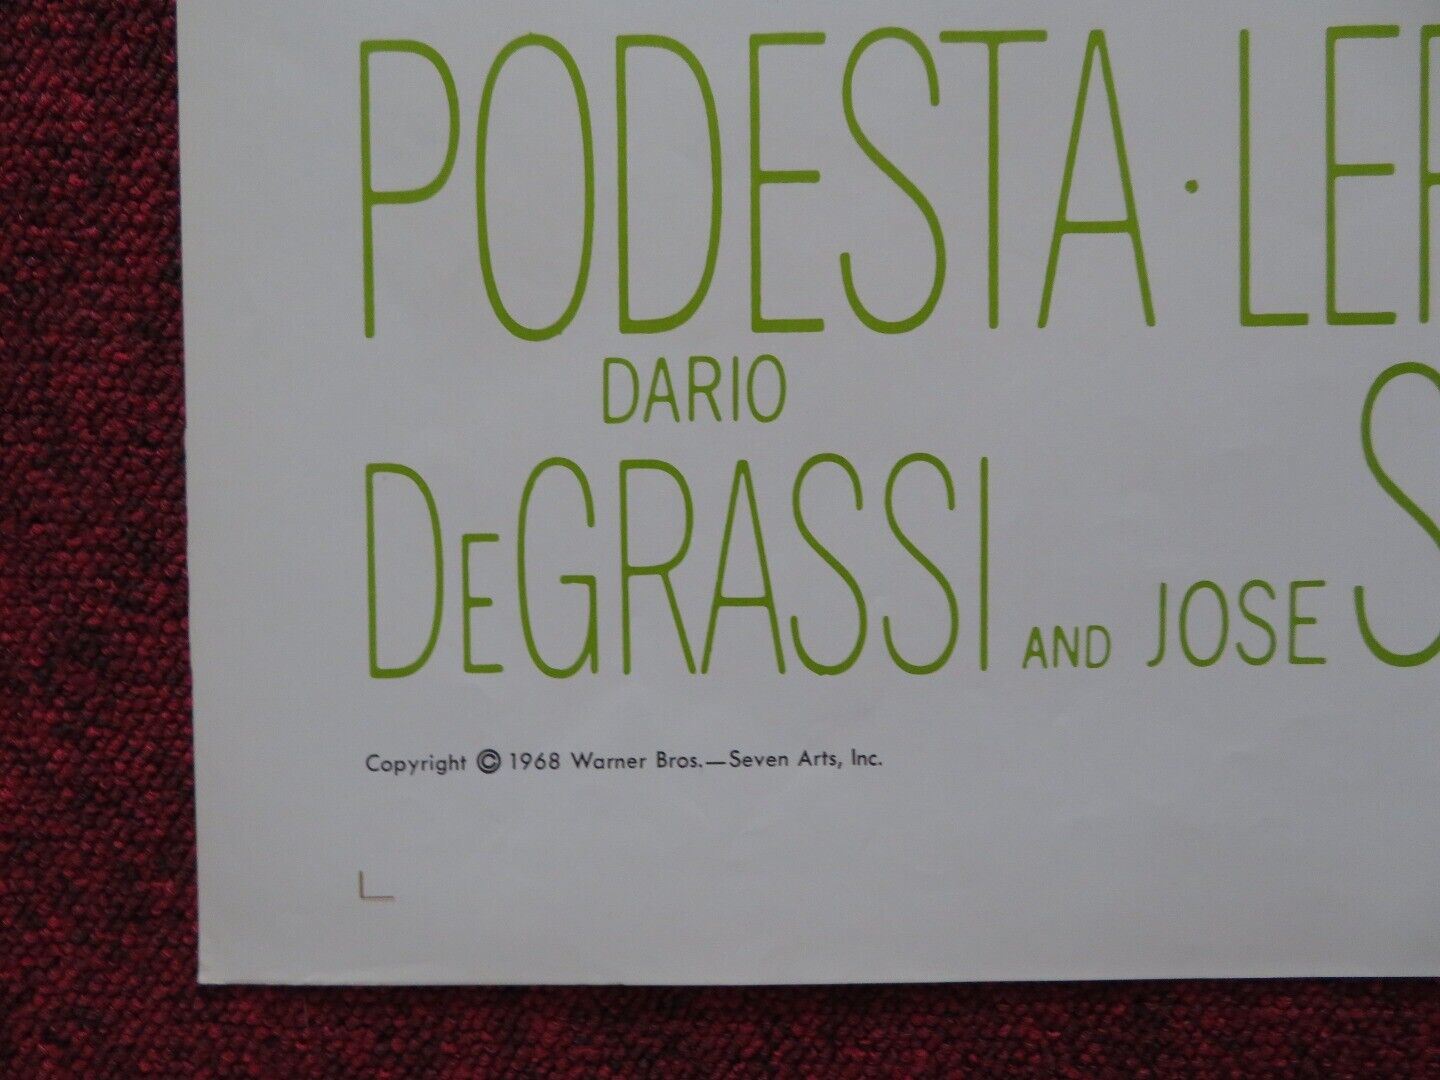 PODESTA · LE
DARIO
DeGRASSI AND JOSE S
Copyright © 1968 Warner Bros.—Seven Arts, Inc.